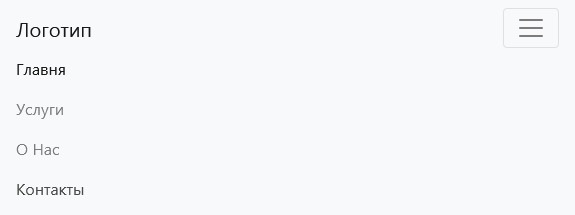 Логотип
Главня
Услуги
О Нас
Контакты